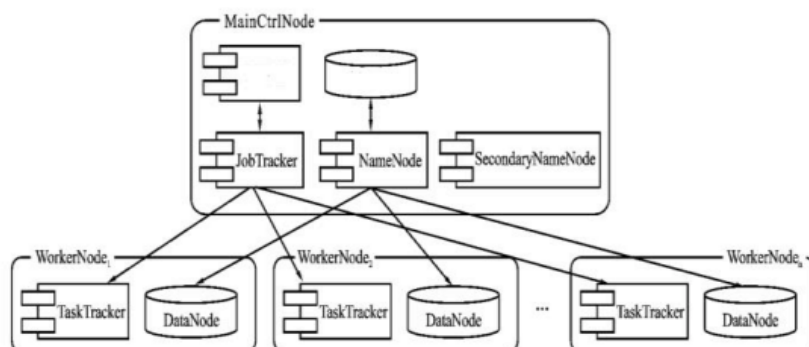 MainCtrlNode
JobTracker
NameNode
SecondaryNameNode
WorkerNode1
WorkerNode2
WorkerNoden
TaskTracker
DataNode
TaskTracker
DataNode
...
TaskTracker
DataNode